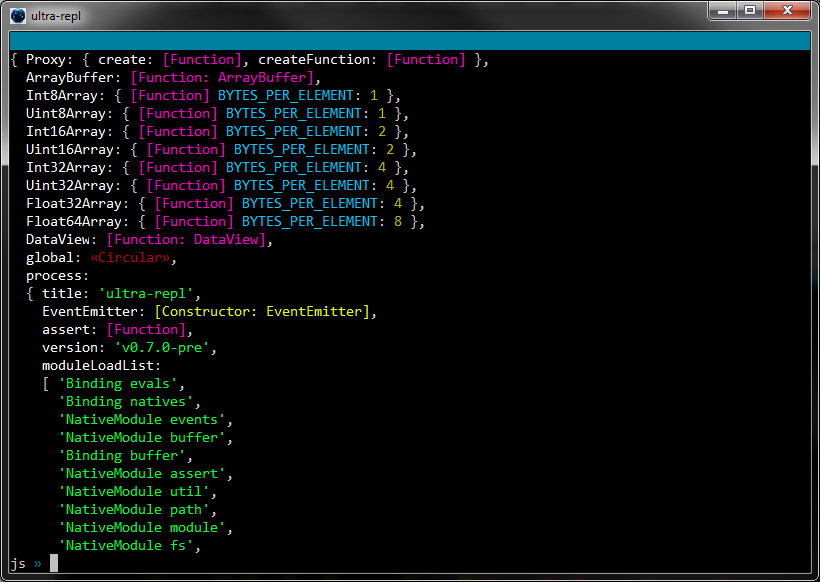 ultra-repl
{ Proxy: { create: [Function], createFunction: [Function] },
  ArrayBuffer: [Function: ArrayBuffer],
  Int8Array: { [Function] BYTES_PER_ELEMENT: 1 },
  Uint8Array: { [Function] BYTES_PER_ELEMENT: 1 },
  Int16Array: { [Function] BYTES_PER_ELEMENT: 2 },
  Uint16Array: { [Function] BYTES_PER_ELEMENT: 2 },
  Int32Array: { [Function] BYTES_PER_ELEMENT: 4 },
  Uint32Array: { [Function] BYTES_PER_ELEMENT: 4 },
  Float32Array: { [Function] BYTES_PER_ELEMENT: 4 },
  Float64Array: { [Function] BYTES_PER_ELEMENT: 8 },
  DataView: [Function: DataView],
  global: «Circular»,
  process:
  { title: 'ultra-repl',
    EventEmitter: [Constructor: EventEmitter],
    assert: [Function],
    version: 'v0.7.0-pre',
    moduleLoadList:
    [ 'Binding evals',
      'Binding natives',
      'NativeModule events',
      'NativeModule buffer',
      'Binding buffer',
      'NativeModule assert',
      'NativeModule util',
      'NativeModule path',
      'NativeModule module',
      'NativeModule fs',
js »